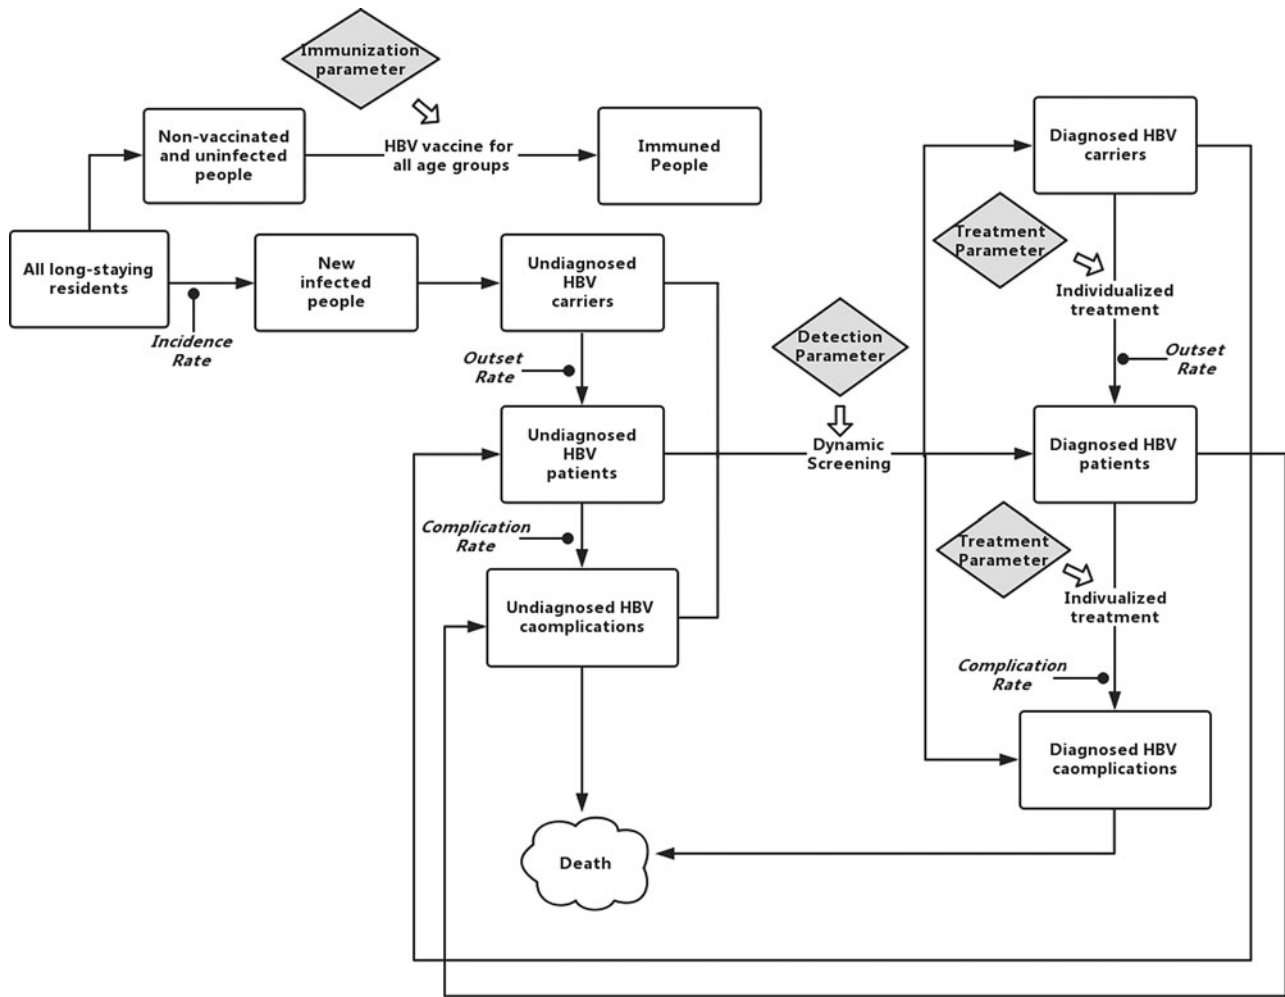 Immunization
parameter
Non-vaccinated
and uninfected
people
HBV vaccine for
all age groups
Immuned
People
All long-staying
residents
Incidence
Rate
New
infected
people
Undiagnosed
HBV
carriers
Outset
Rate
Undiagnosed
HBV
patients
Complication
Rate
Undiagnosed HBV
caomplications
Death
Detection
Parameter
Dynamic
Screening
Diagnosed HBV
carriers
Treatment
Parameter
Individualized
treatment
Outset
Rate
Diagnosed HBV
patients
Treatment
Parameter
Indivualized
treatment
Complication
Rate
Diagnosed HBV
caomplications